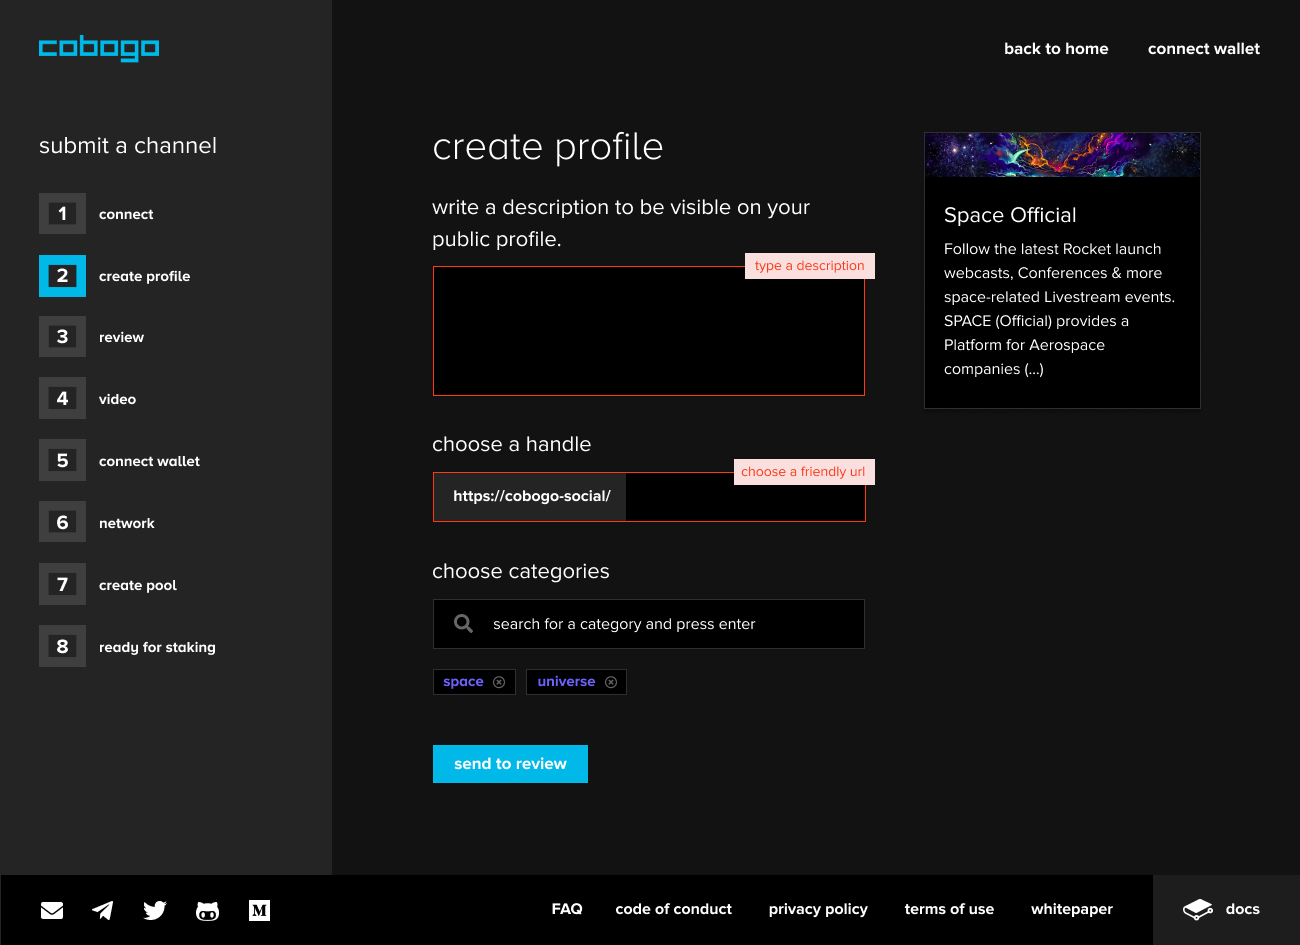 cobogo
back to home
connect wallet
submit a channel
1 connect
2 create profile
3 review
4 video
5 connect wallet
6 network
7 create pool
8 ready for staking
create profile
write a description to be visible on your
public profile.
type a description
choose a handle
choose a friendly url
https://cobogo-social/
choose categories
search for a category and press enter
space
universe
send to review
Space Official
Follow the latest Rocket launch
webcasts, Conferences & more
space-related Livestream events.
SPACE (Official) provides a
Platform for Aerospace
companies (...)
M
FAQ
code of conduct
privacy policy
terms of use
whitepaper
docs